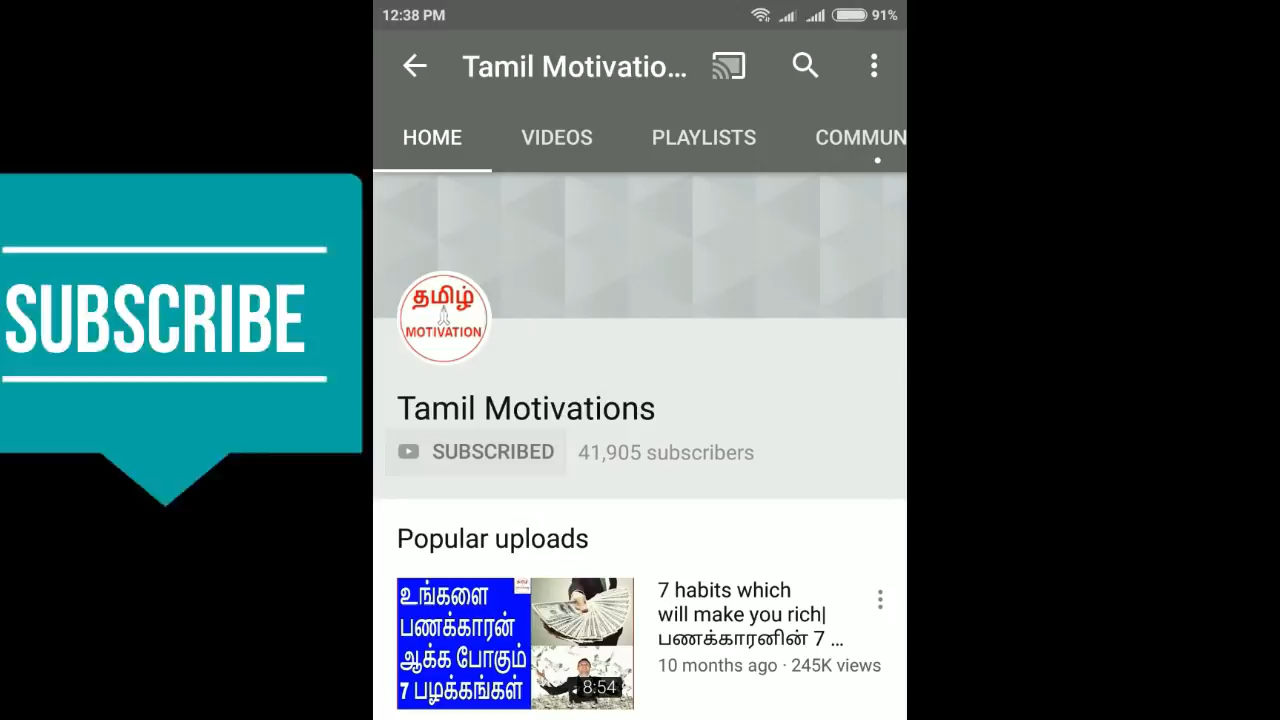 12:38 PM
91%
Tamil Motivatio...
HOME
VIDEOS
PLAYLISTS
COMMUN
SUBSCRIBE
தமிழ்
MOTIVATION
Tamil Motivations
SUBSCRIBED
41,905 subscribers
Popular uploads
உங்களை
பணக்காரன்
ஆக்க போகும்
7 பழக்கங்கள்
8:54
7 habits which
will make you rich|
பணக்காரனின் 7 ...
10 months ago · 245K views